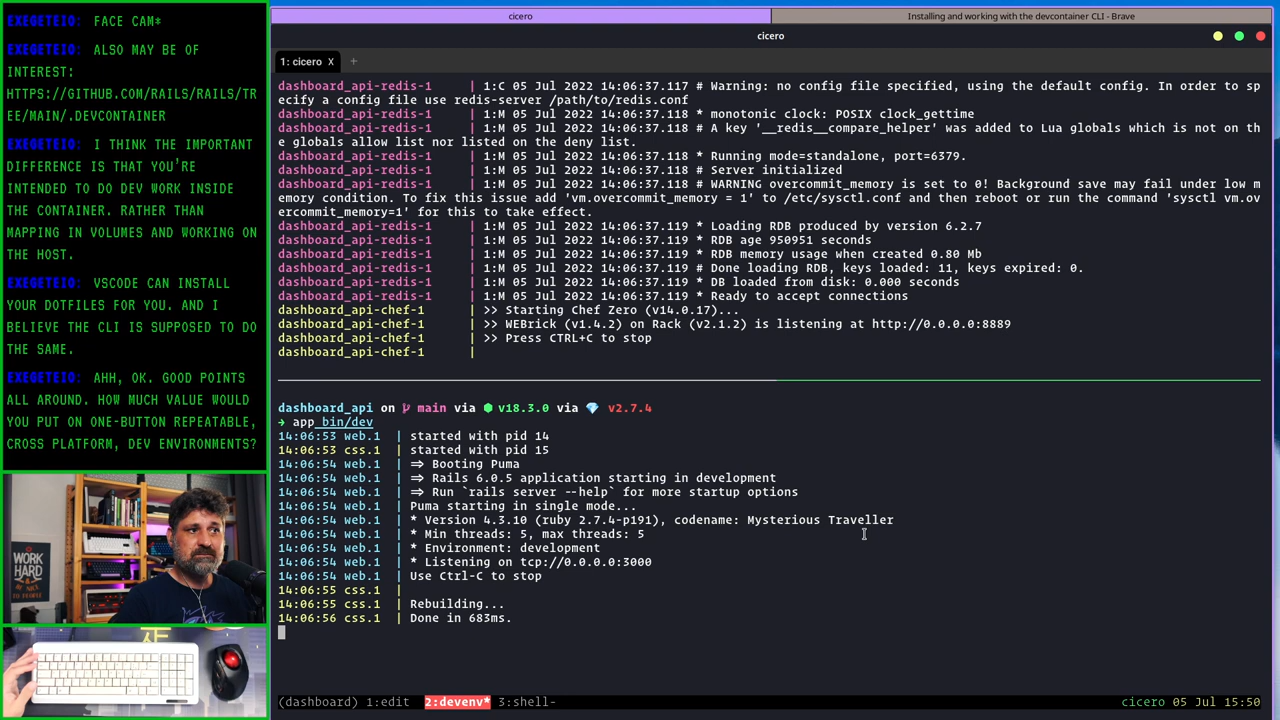 EXEGETEIO: FACE CAM*
EXEGETEIO: ALSO MAY BE OF
INTEREST:
HTTPS://GITHUB.COM/RAILS/RAILS/TR
EE/MAIN/.DEVCONTAINER
EXEGETEIO: I THINK THE IMPORTANT
DIFFERENCE IS THAT YOU'RE
INTENDED TO DO DEV WORK INSIDE
THE CONTAINER. RATHER THAN
MAPPING IN VOLUMES AND WORKING ON
THE HOST.
EXEGETEIO: VSCODE CAN INSTALL
YOUR DOTFILES FOR YOU. AND I
BELIEVE THE CLI IS SUPPOSED TO DO
THE SAME.
EXEGETEIO: AHH, OK. GOOD POINTS
ALL AROUND. HOW MUCH VALUE WOULD
YOU PUT ON ONE-BUTTON REPEATABLE,
CROSS PLATFORM, DEV ENVIRONMENTS?
WORK
HARD
cicero
Installing and working with the devcontainer CLI - Brave
cicero
1: cicero X +
dashboard_api-redis-1 | 1:C 05 Jul 2022 14:06:37.117 # Warning: no config file specified, using the default config. In order to sp
ecify a config file use redis-server /path/to/redis.conf
dashboard_api-redis-1 | 1:M 05 Jul 2022 14:06:37.118 * monotonic clock: POSIX clock_gettime
dashboard_api-redis-1 | 1:M 05 Jul 2022 14:06:37.118 # A key '__redis__compare_helper' was added to Lua globals which is not on th
e globals allow list nor listed on the deny list.
dashboard_api-redis-1 | 1:M 05 Jul 2022 14:06:37.118 * Running mode=standalone, port=6379.
dashboard_api-redis-1 | 1:M 05 Jul 2022 14:06:37.118 # Server initialized
dashboard_api-redis-1 | 1:M 05 Jul 2022 14:06:37.118 # WARNING overcommit_memory is set to 0! Background save may fail under low m
emory condition. To fix this issue add 'vm.overcommit_memory = 1' to /etc/sysctl.conf and then reboot or run the command 'sysctl vm.ov
ercommit_memory=1' for this to take effect.
dashboard_api-redis-1 | 1:M 05 Jul 2022 14:06:37.119 * Loading RDB produced by version 6.2.7
dashboard_api-redis-1 | 1:M 05 Jul 2022 14:06:37.119 * RDB age 950951 seconds
dashboard_api-redis-1 | 1:M 05 Jul 2022 14:06:37.119 * RDB memory usage when created 0.80 Mb
dashboard_api-redis-1 | 1:M 05 Jul 2022 14:06:37.119 # Done loading RDB, keys loaded: 11, keys expired: 0.
dashboard_api-redis-1 | 1:M 05 Jul 2022 14:06:37.119 * DB loaded from disk: 0.000 seconds
dashboard_api-redis-1 | 1:M 05 Jul 2022 14:06:37.119 * Ready to accept connections
dashboard_api-chef-1 | >> Starting Chef Zero (v14.0.17)...
dashboard_api-chef-1 | >> WEBrick (v1.4.2) on Rack (v2.1.2) is listening at http://0.0.0.0:8889
dashboard_api-chef-1 | >> Press CTRL+C to stop
dashboard_api-chef-1 |
dashboard_api on main via v18.3.0 via v2.7.4
→ app bin/dev
14:06:53 web.1 | started with pid 14
14:06:53 css.1 | started with pid 15
14:06:54 web.1 | => Booting Puma
14:06:54 web.1 | => Rails 6.0.5 application starting in development
14:06:54 web.1 | => Run `rails server --help` for more startup options
14:06:54 web.1 | Puma starting in single mode...
14:06:54 web.1 | * Version 4.3.10 (ruby 2.7.4-p191), codename: Mysterious Traveller
14:06:54 web.1 | * Min threads: 5, max threads: 5
14:06:54 web.1 | * Environment: development
14:06:54 web.1 | * Listening on tcp://0.0.0.0:3000
14:06:54 web.1 | Use Ctrl-C to stop
14:06:55 css.1 |
14:06:55 css.1 | Rebuilding...
14:06:56 css.1 | Done in 683ms.
(dashboard) 1:edit 2:devenv* 3:shell-
cicero 05 Jul 15:50